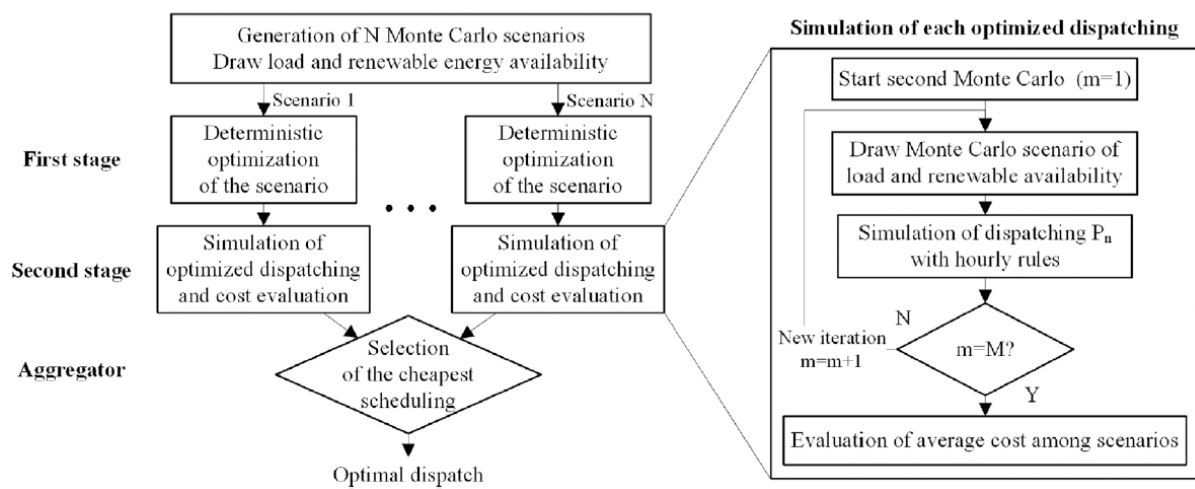 Generation of N Monte Carlo scenarios
Draw load and renewable energy availability
Scenario 1
Scenario N
First stage
Deterministic
optimization
of the scenario
Deterministic
optimization
of the scenario
Second stage
Simulation of
optimized dispatching
and cost evaluation
Simulation of
optimized dispatching
and cost evaluation
Aggregator
Selection
of the cheapest
scheduling
Optimal dispatch
Simulation of each optimized dispatching
Start second Monte Carlo (m=1)
Draw Monte Carlo scenario of
load and renewable availability
Simulation of dispatching Pn
with hourly rules
N
New iteration
m=m+1
m=M?
Y
Evaluation of average cost among scenarios